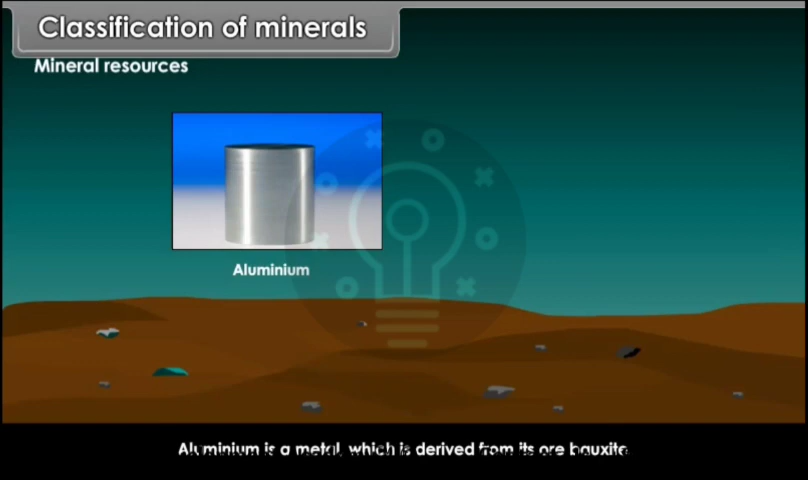 Classification of minerals
Mineral resources
Aluminium
Aluminium is a metal, which is derived from its ore bauxite